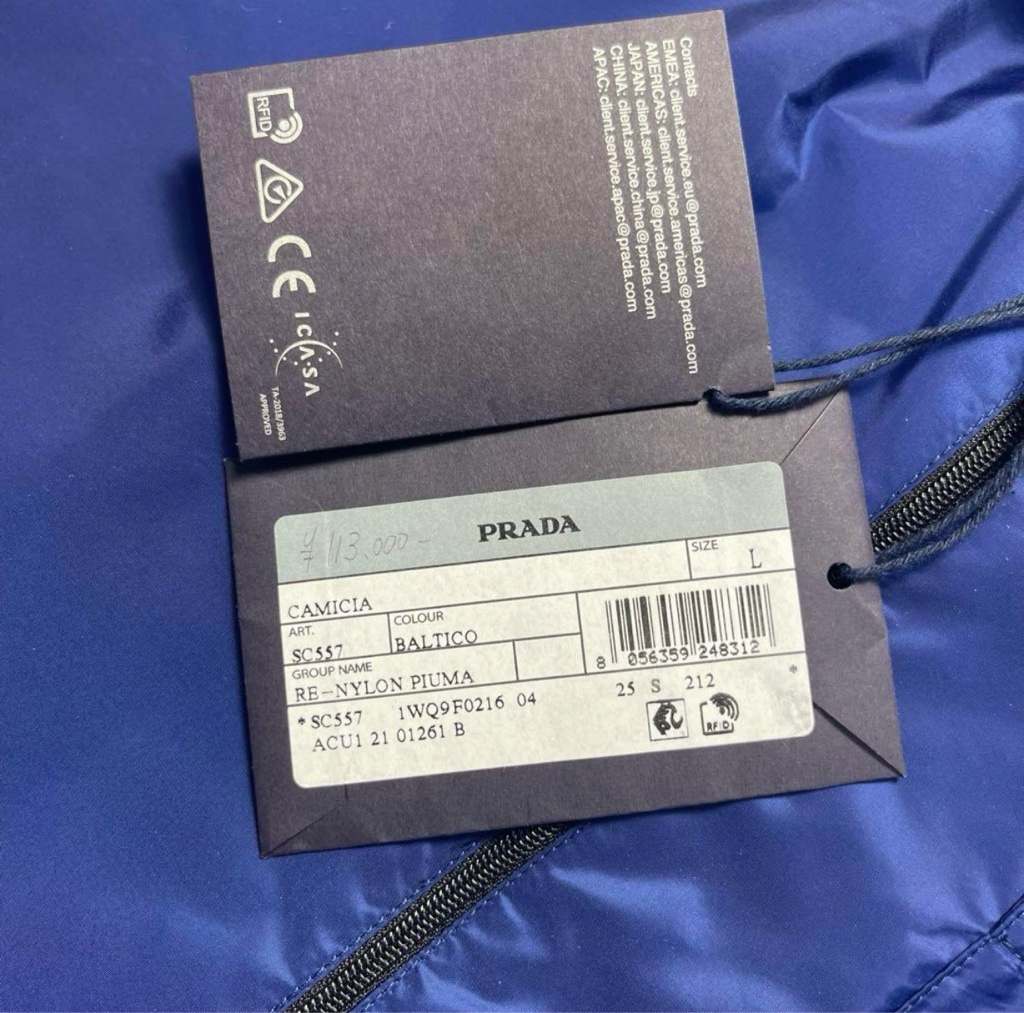 Contacts
EMEA: client.service.eu@prada.com
AMERICAS: client.service.americas@prada.com
JAPAN: client.service.jp@prada.com
CHINA: client.service.china@prada.com
APAC: client.service.apac@prada.com
RFID
CE
ICASA
TA-2018/3963
APPROVED
¥113.000-
PRADA
SIZE
L
CAMICIA
ART.
SC557
COLOUR
BALTICO
GROUP NAME
RE-NYLON PIUMA
8 056359 248312
*SC557 1WQ9F0216 04
25 S 212 *
ACU1 21 01261 B
RFID